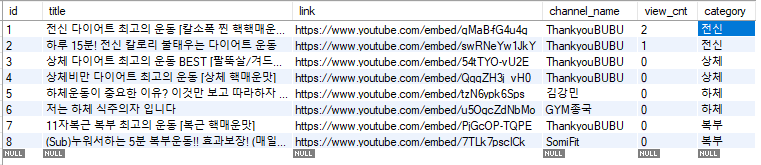 id title link channel_name view_cnt category
1 전신 다이어트 최고의 운동 [칼소폭 찐 핵핵매운... https://www.youtube.com/embed/gMaB-fG4u4g ThankyouBUBU 2 전신
2 하루 15분! 전신 칼로리 불태우는 다이어트 운동 https://www.youtube.com/embed/swRNeYw1JkY ThankyouBUBU 1 전신
3 상체 다이어트 최고의 운동 BEST [팔뚝살/겨드... https://www.youtube.com/embed/54tTYO-vU2E ThankyouBUBU 0 상체
4 상체비만 다이어트 최고의 운동 [상체 핵매운맛] https://www.youtube.com/embed/QqqZH3j_vH0 ThankyouBUBU 0 상체
5 하체운동이 중요한 이유? 이것만 보고 따라하자 ... https://www.youtube.com/embed/tzN6ypk6Sps 김강민 0 하체
6 저는 하체 식주의자 입니다 https://www.youtube.com/embed/u5OgcZdNbMo GYM종국 0 하체
7 11자복근 복부 최고의 운동 [복근 핵매운맛] https://www.youtube.com/embed/PjGcOP-TQPE ThankyouBUBU 0 복부
8 (Sub)누워서하는 5분 복부운동!! 효과보장! (매일... https://www.youtube.com/embed/7TLk7pscICk SomiFit 0 복부
NULL NULL NULL NULL NULL NULL